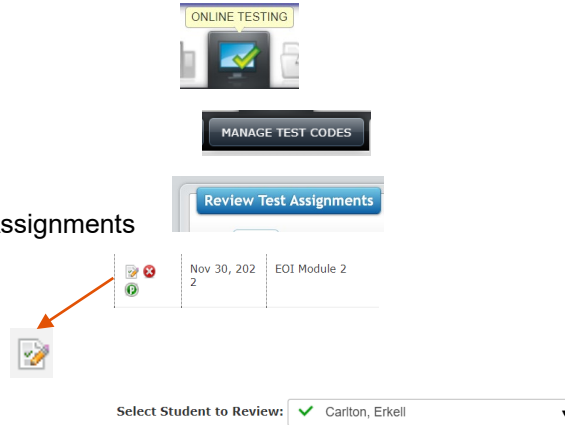 ONLINE TESTING
MANAGE TEST CODES
Review Test Assignments
Nov 30, 202 EOI Module 2
2
P
Select Student to Review: Carlton, Erkell